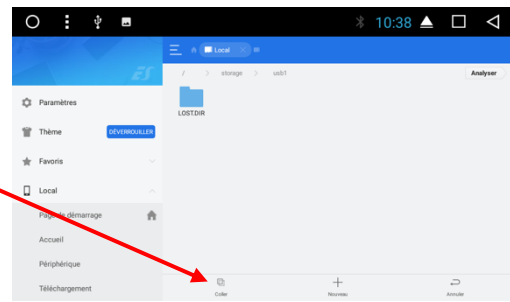 10:38
Local
/ > storage > usb1
Analyser
LOST.DIR
Paramètres
Thème
DÉVERROUILLER
Favoris
Local
Page de démarrage
Accueil
Périphérique
Téléchargement
Coller
Nouveau
Annuler